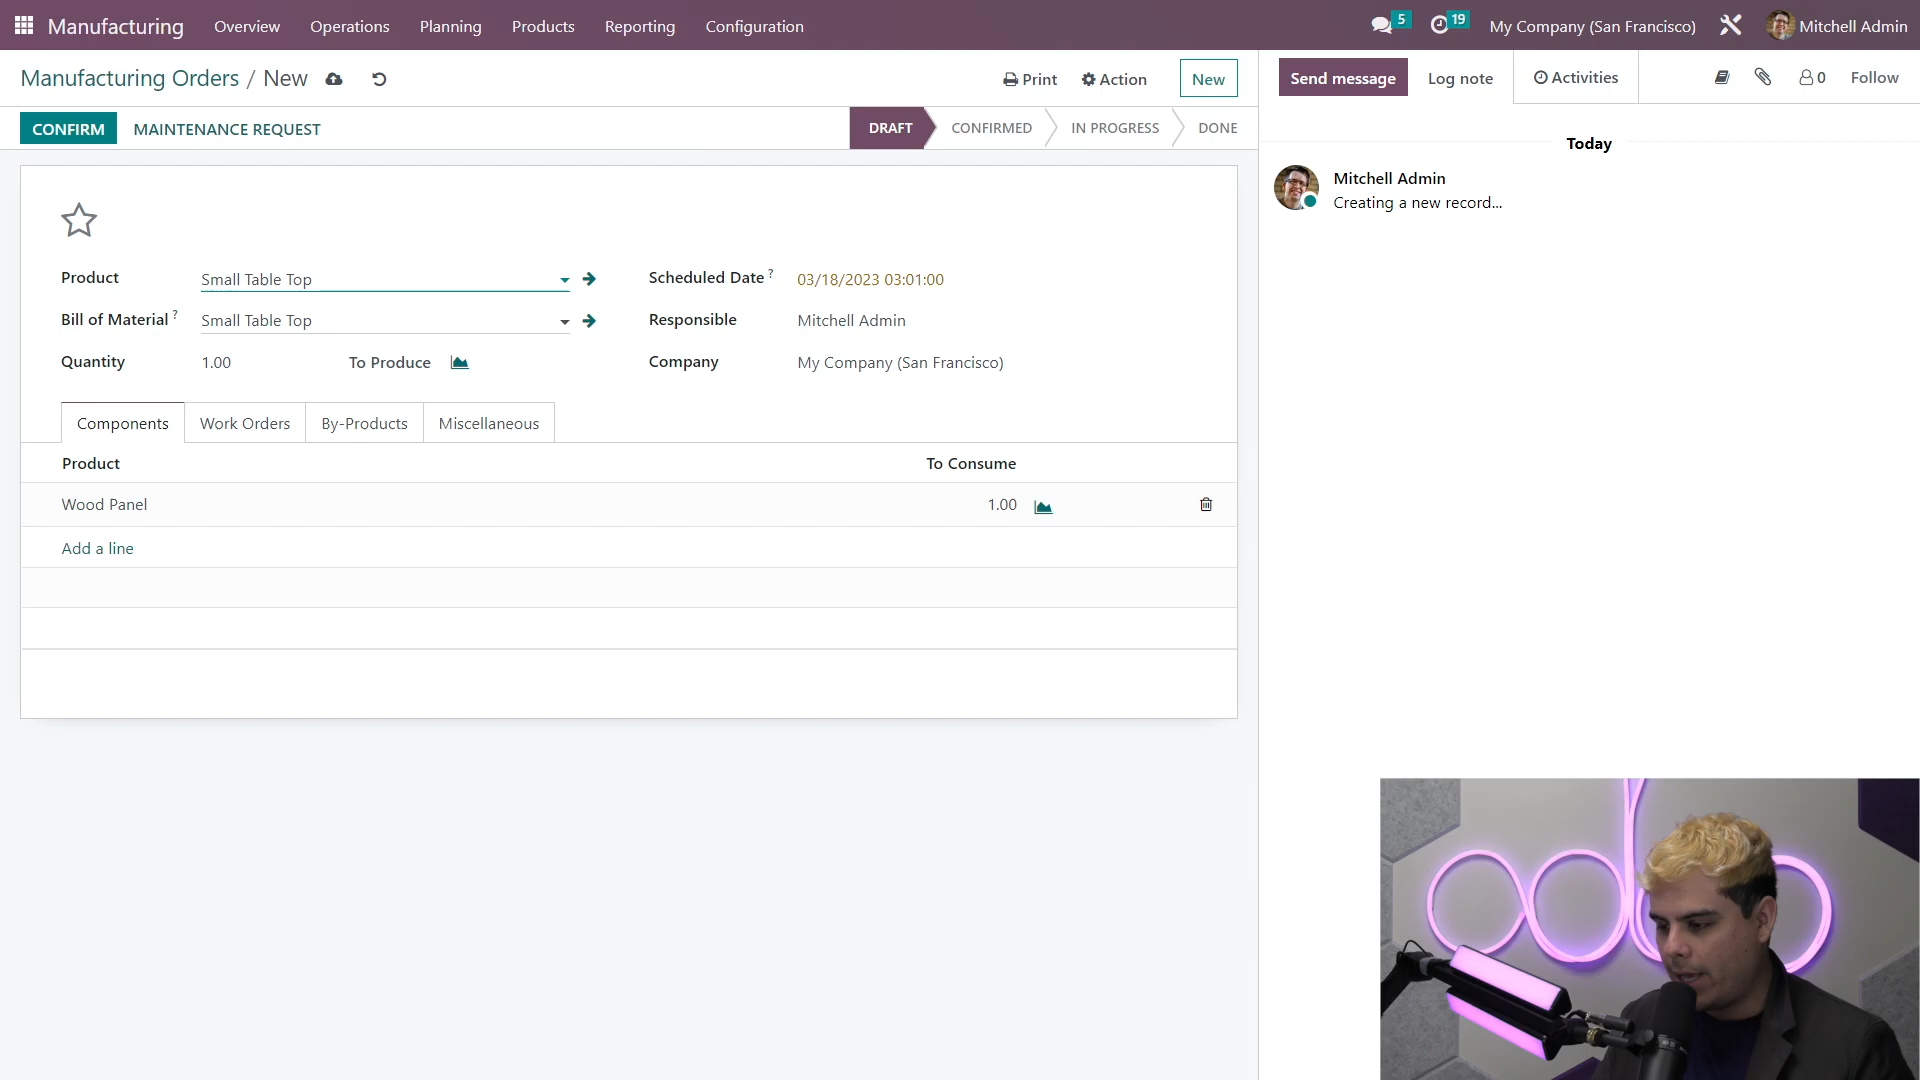 Manufacturing Overview Operations Planning Products Reporting Configuration 5 19 My Company (San Francisco) Mitchell Admin
Manufacturing Orders / New Print Action New
CONFIRM MAINTENANCE REQUEST DRAFT CONFIRMED IN PROGRESS DONE
Product Small Table Top Scheduled Date ? 03/18/2023 03:01:00
Bill of Material ? Small Table Top Responsible Mitchell Admin
Quantity 1.00 To Produce Company My Company (San Francisco)
Components Work Orders By-Products Miscellaneous
Product To Consume
Wood Panel 1.00
Add a line
Send message Log note Activities 0 Follow
Today
Mitchell Admin
Creating a new record...
odoo